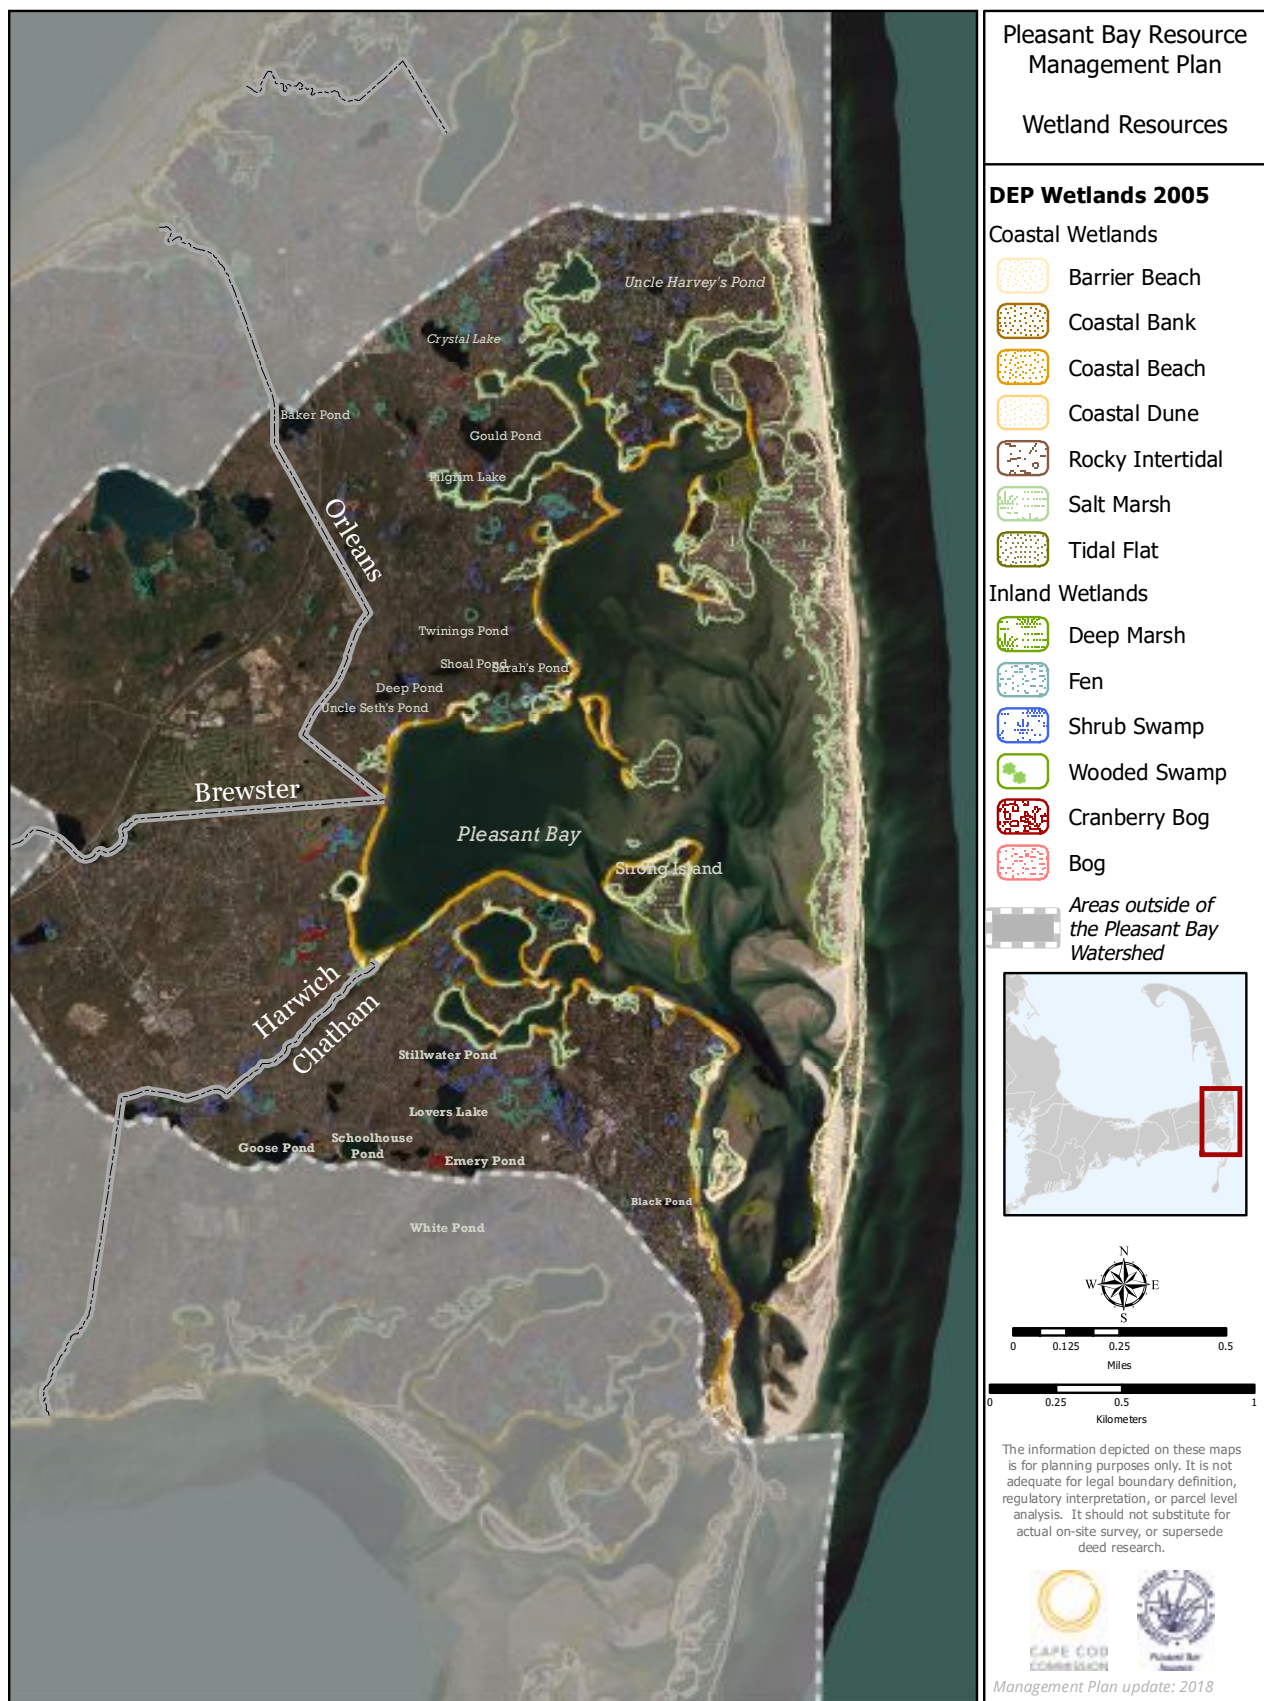 Pleasant Bay Resource
Management Plan
Wetland Resources
DEP Wetlands 2005
Coastal Wetlands
Barrier Beach
Coastal Bank
Coastal Beach
Coastal Dune
Rocky Intertidal
Salt Marsh
Tidal Flat
Inland Wetlands
Deep Marsh
Fen
Shrub Swamp
Wooded Swamp
Cranberry Bog
Bog
Areas outside of
the Pleasant Bay
Watershed
N
W E
S
0 0.125 0.25 0.5
Miles
0 0.25 0.5 1
Kilometers
The information depicted on these maps
is for planning purposes only. It is not
adequate for legal boundary definition,
regulatory interpretation, or parcel level
analysis. It should not substitute for
actual on-site survey, or supersede
deed research.
CAPE COD
COMMISSION
Pleasant Bay
Alliance
Management Plan update: 2018
Uncle Harvey's Pond
Crystal Lake
Baker Pond
Gould Pond
Pilgrim Lake
Orleans
Twinings Pond
Shoal Pond
Sarah's Pond
Deep Pond
Uncle Seth's Pond
Brewster
Pleasant Bay
Strong Island
Harwich
Chatham
Stillwater Pond
Lovers Lake
Schoolhouse
Pond
Goose Pond
Emery Pond
Black Pond
White Pond